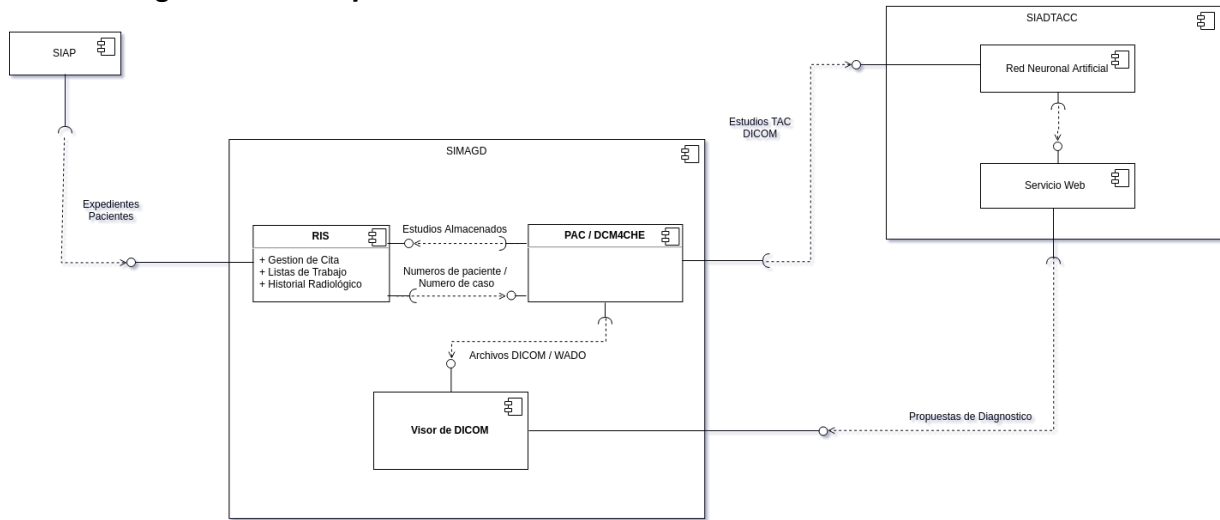 SIADTACC
SIAP
Red Neuronal Artificial
Estudios TAC
DICOM
SIMAGD
Servicio Web
Expedientes
Pacientes
RIS
Estudios Almacenados
PAC / DCM4CHE
+ Gestion de Cita
+ Listas de Trabajo
+ Historial Radiológico
Numeros de paciente /
Numero de caso
Archivos DICOM / WADO
Visor de DICOM
Propuestas de Diagnostico